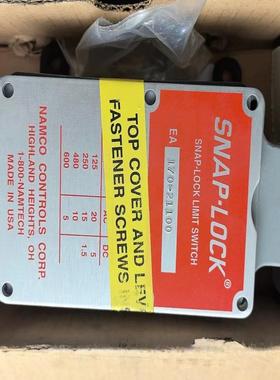 SNAP-LOCK®
SNAP-LOCK LIMIT SWITCH
EA 170-21100
TOP COVER AND LEV
FASTENER SCREWS
AC DC
125 20 5
250 15 1.5
480 10
600 5
NAMCO CONTROLS CORP.
HIGHLAND HEIGHTS, OH
1-800-NAMTECH
MADE IN USA